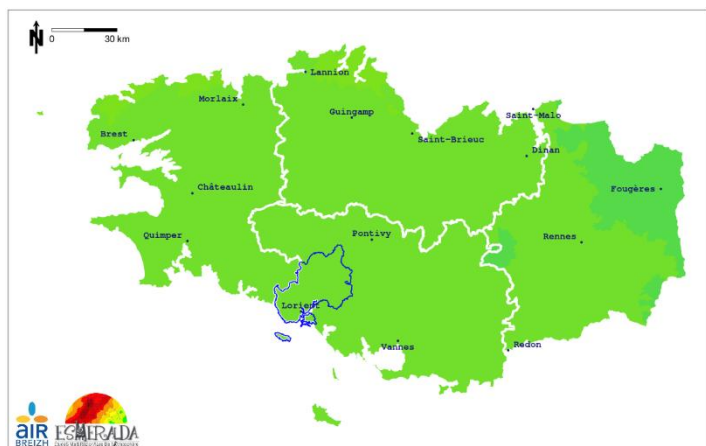 N
0 30 km
Lannion
Morlaix
Guingamp
Saint-Malo
Brest
Saint-Brieuc
Dinan
Châteaulin
Fougères
Quimper
Pontivy
Rennes
Lorient
Vannes
Redon
aiR
BREIZH
ESMERALDA